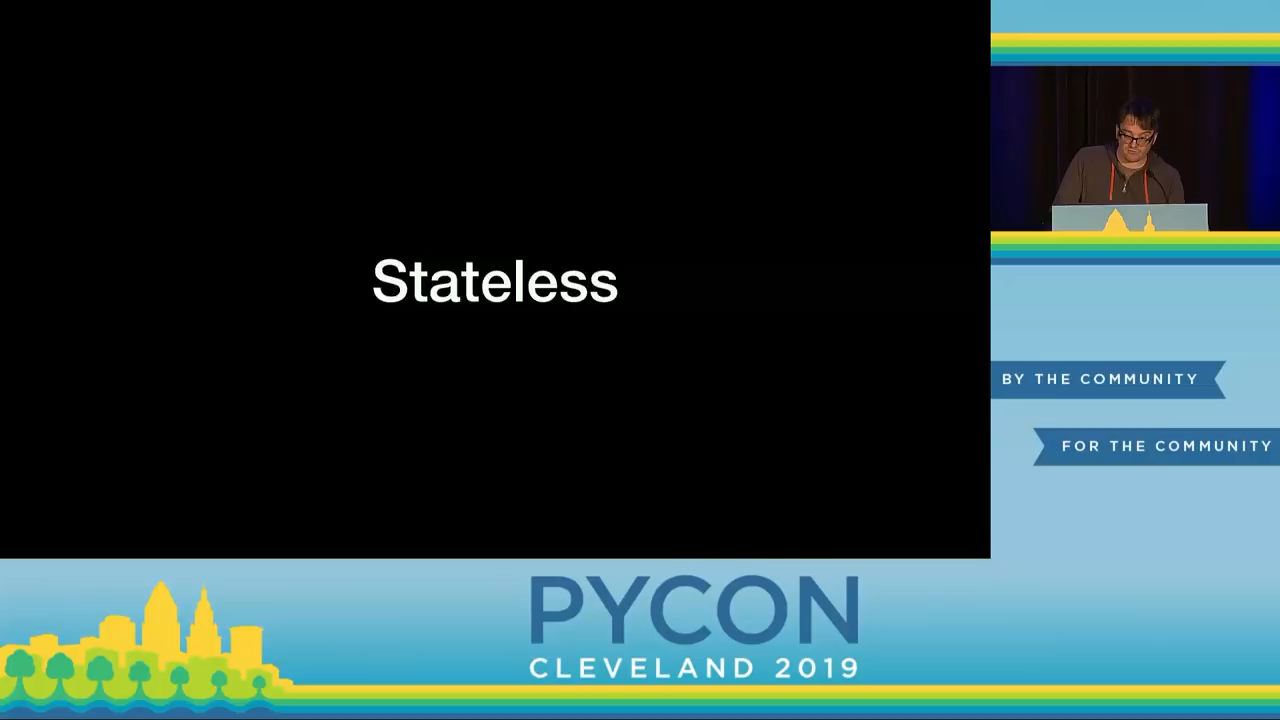 Stateless
BY THE COMMUNITY
FOR THE COMMUNITY
PYCON
CLEVELAND 2019